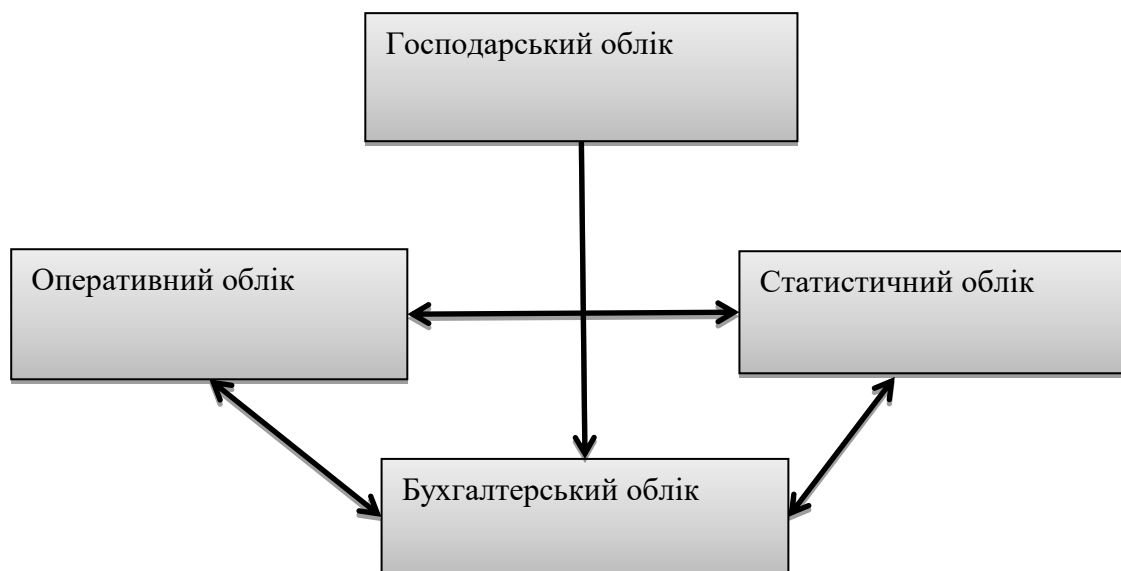 Господарський облік
Оперативний облік
Статистичний облік
Бухгалтерський облік